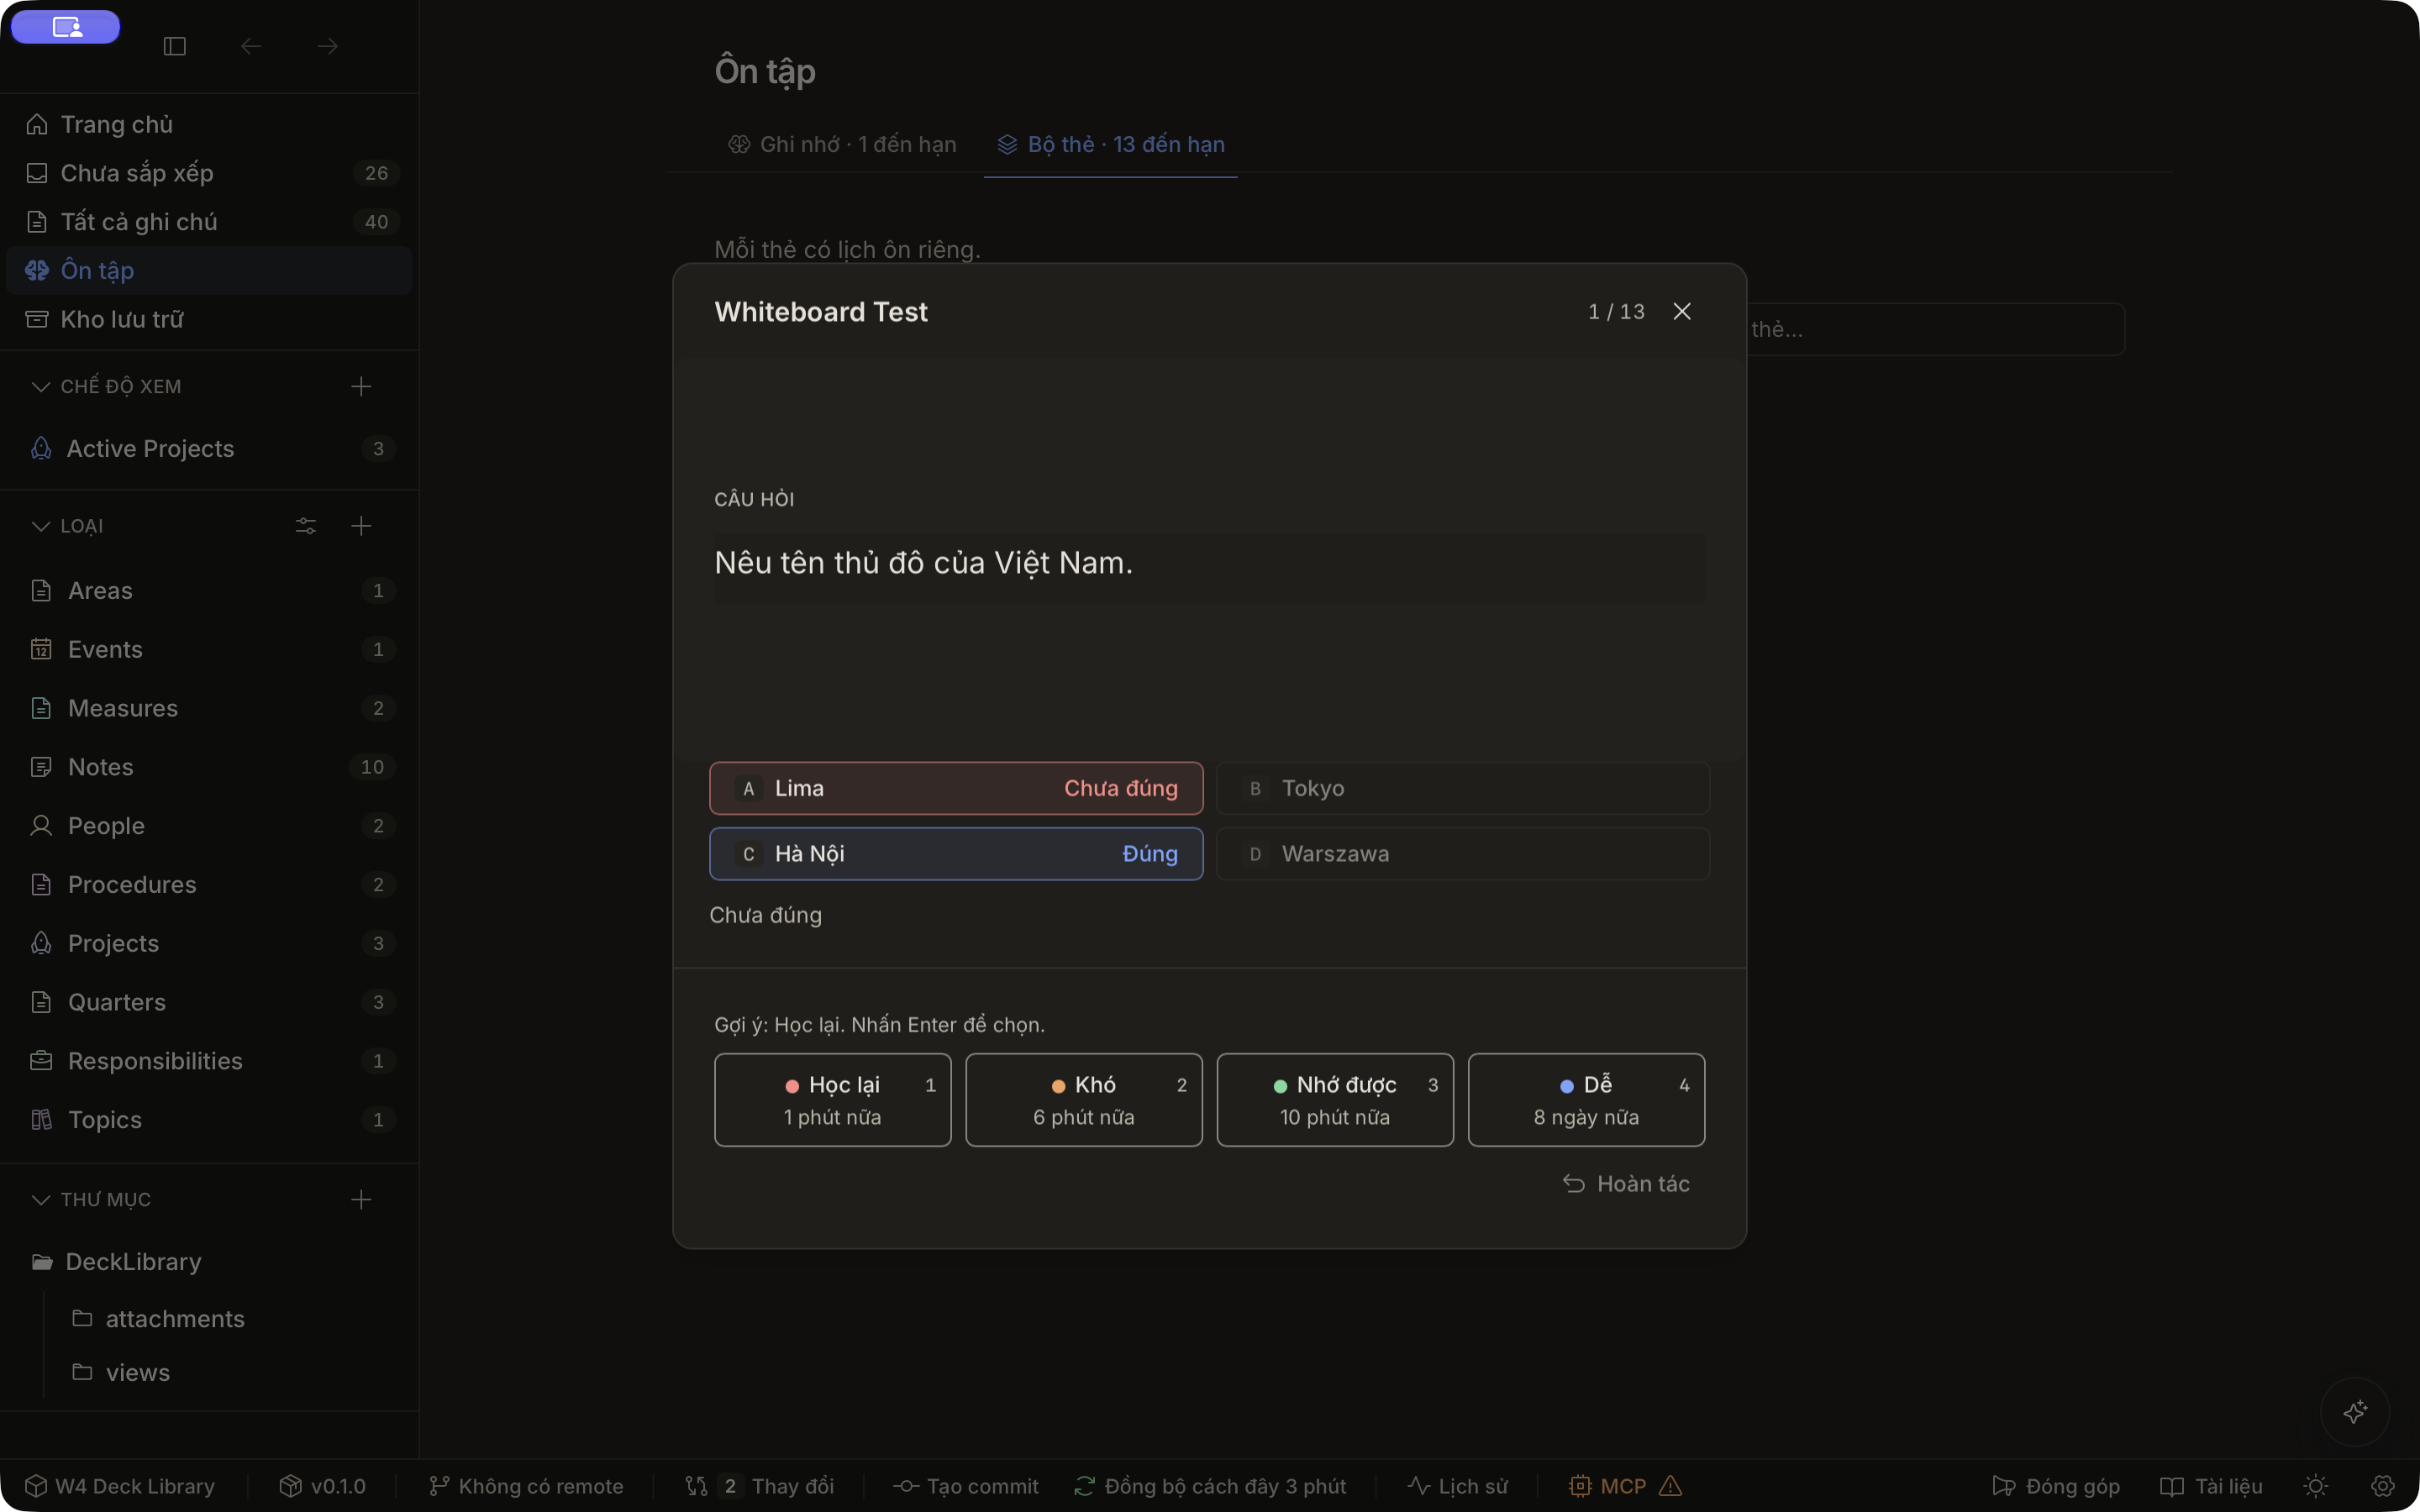 Trang chủ
Chưa sắp xếp 26
Tất cả ghi chú 40
Ôn tập
Kho lưu trữ
CHẾ ĐỘ XEM
Active Projects 3
LOẠI
Areas 1
12
Events 1
Measures 2
Notes 10
People 2
Procedures 2
Projects 3
Quarters 3
Responsibilities 1
Topics 1
THƯ MỤC
DeckLibrary
attachments
views
Ôn tập
Ghi nhớ · 1 đến hạn
Bộ thẻ · 13 đến hạn
Mỗi thẻ có lịch ôn riêng.
thẻ...
Whiteboard Test
1 / 13
CÂU HỎI
Nêu tên thủ đô của Việt Nam.
A Lima Chưa đúng
B Tokyo
C Hà Nội Đúng
D Warszawa
Chưa đúng
Gợi ý: Học lại. Nhấn Enter để chọn.
Học lại 1
1 phút nữa
Khó 2
6 phút nữa
Nhớ được 3
10 phút nữa
Dễ 4
8 ngày nữa
Hoàn tác
W4 Deck Library
v0.1.0
Không có remote
2 Thay đổi
Tạo commit
Đồng bộ cách đây 3 phút
Lịch sử
MCP
Đóng góp
Tài liệu